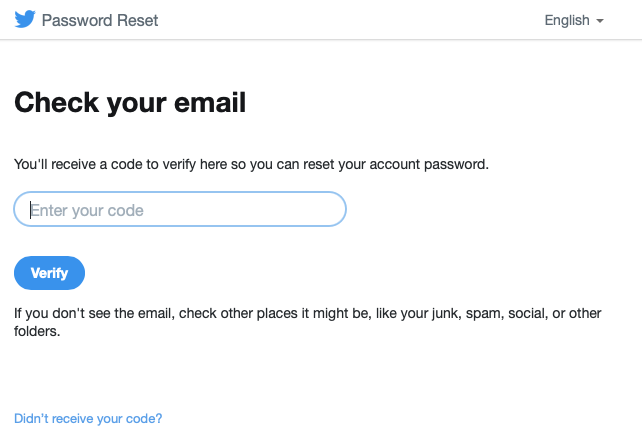 Password Reset
English
Check your email
You'll receive a code to verify here so you can reset your account password.
Enter your code
Verify
If you don't see the email, check other places it might be, like your junk, spam, social, or other
folders.
Didn't receive your code?